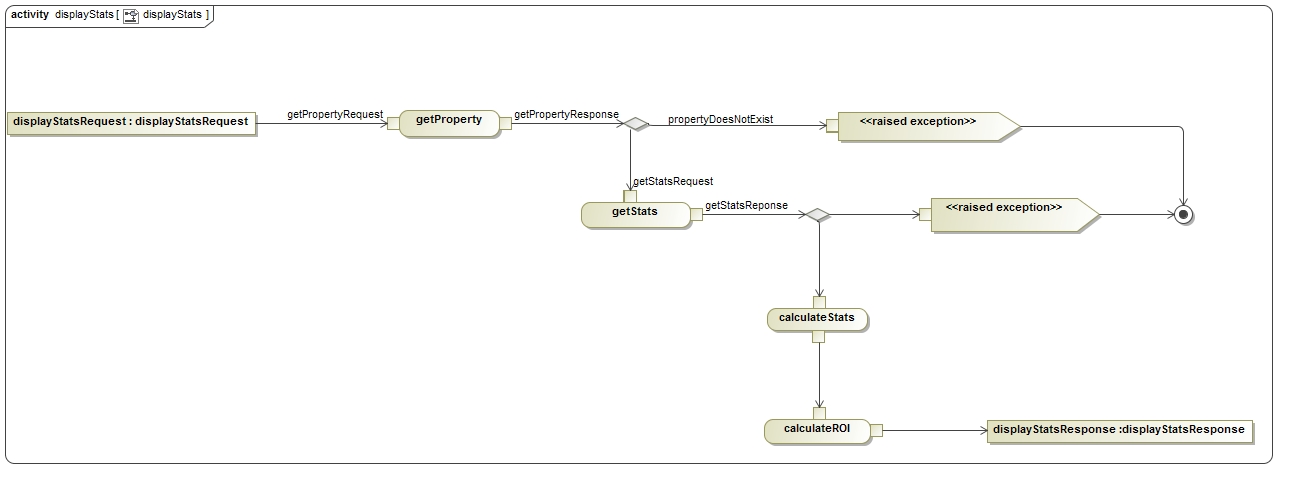 activity displayStats [ displayStats ]
getPropertyRequest
getPropertyResponse
displayStatsRequest : displayStatsRequest
getProperty
propertyDoesNotExist
<<raised exception>>
getStatsRequest
getStats
getStatsReponse
<<raised exception>>
calculateStats
calculateROI
displayStatsResponse :displayStatsResponse